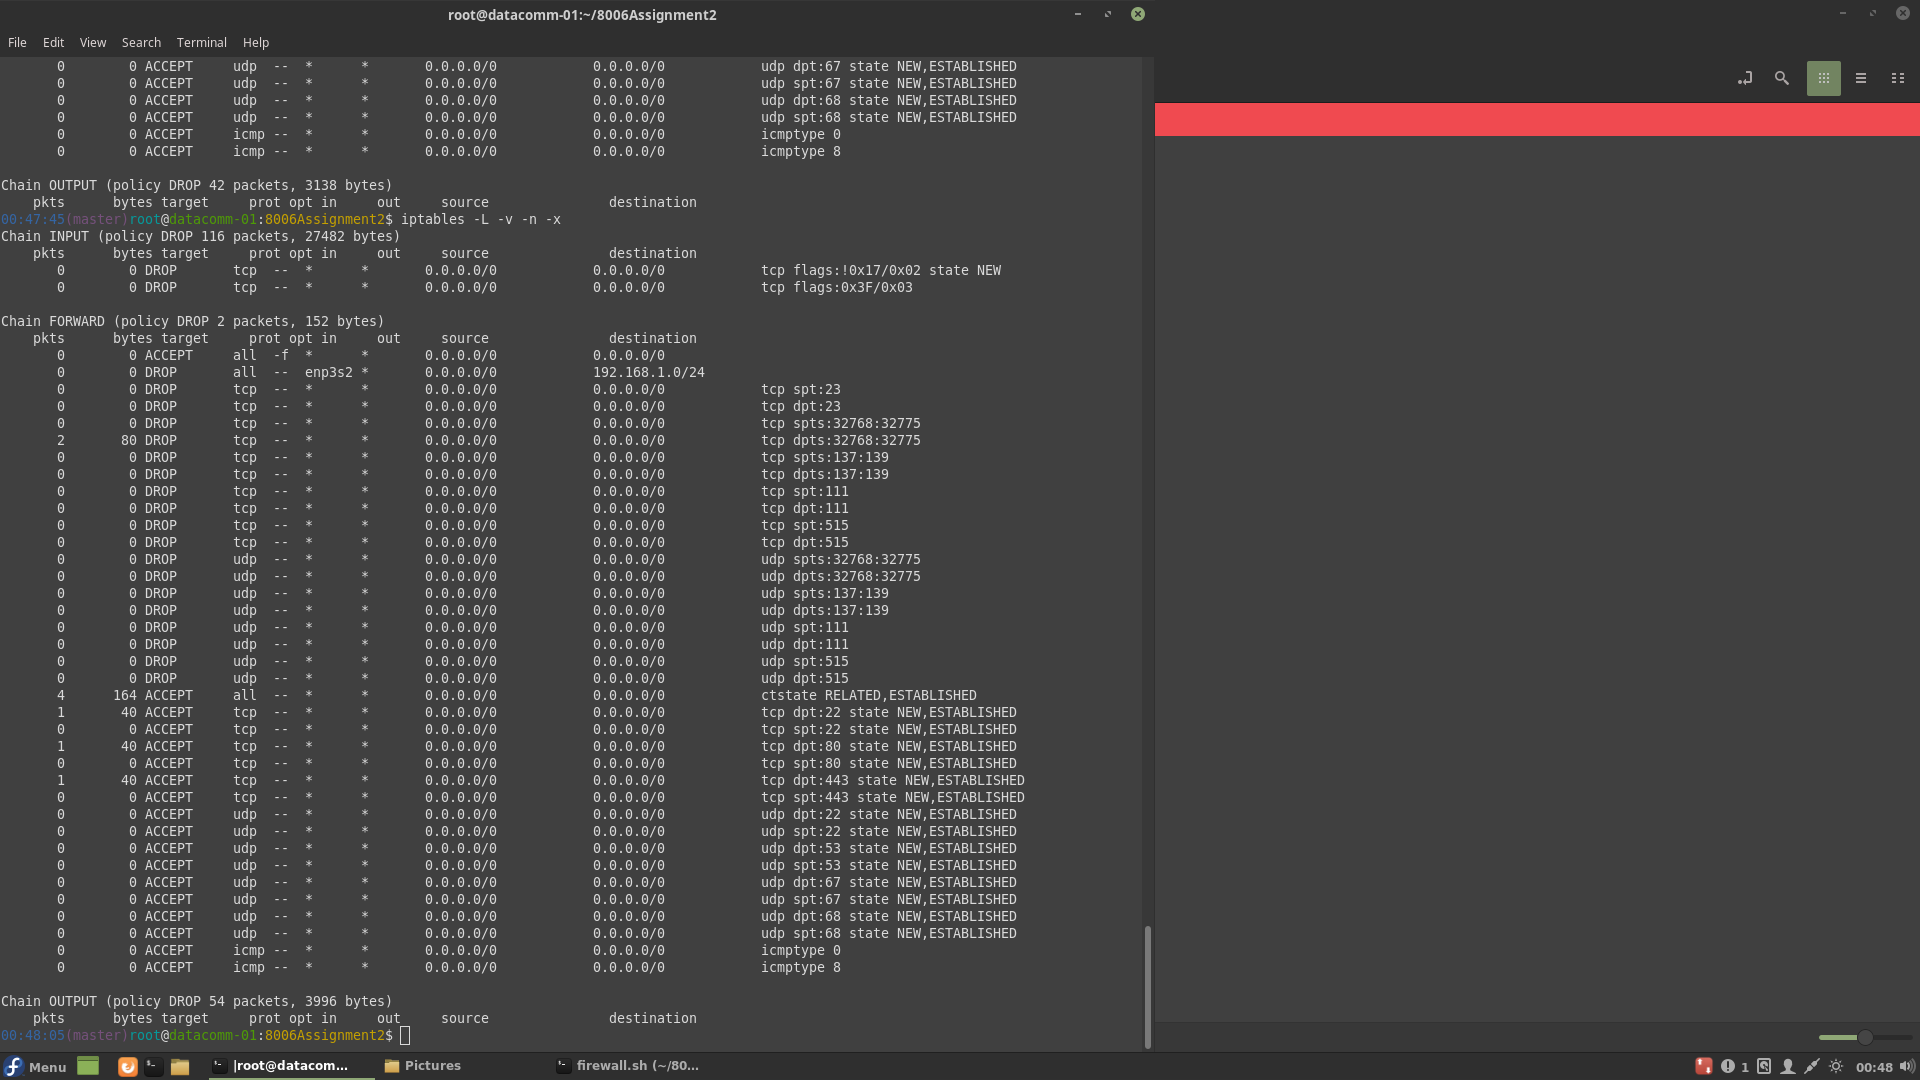 root@datacomm-01:~/8006Assignment2
File Edit View Search Terminal Help
0 0 ACCEPT udp -- * * 0.0.0.0/0 0.0.0.0/0 udp dpt:67 state NEW,ESTABLISHED
0 0 ACCEPT udp -- * * 0.0.0.0/0 0.0.0.0/0 udp spt:67 state NEW,ESTABLISHED
0 0 ACCEPT udp -- * * 0.0.0.0/0 0.0.0.0/0 udp dpt:68 state NEW,ESTABLISHED
0 0 ACCEPT udp -- * * 0.0.0.0/0 0.0.0.0/0 udp spt:68 state NEW,ESTABLISHED
0 0 ACCEPT icmp -- * * 0.0.0.0/0 0.0.0.0/0 icmptype 0
0 0 ACCEPT icmp -- * * 0.0.0.0/0 0.0.0.0/0 icmptype 8
Chain OUTPUT (policy DROP 42 packets, 3138 bytes)
pkts bytes target prot opt in out source destination
00:47:45(master)root@datacomm-01:8006Assignment2$ iptables -L -v -n -x
Chain INPUT (policy DROP 116 packets, 27482 bytes)
pkts bytes target prot opt in out source destination
0 0 DROP tcp -- * * 0.0.0.0/0 0.0.0.0/0 tcp flags:!0x17/0x02 state NEW
0 0 DROP tcp -- * * 0.0.0.0/0 0.0.0.0/0 tcp flags:0x3F/0x03
Chain FORWARD (policy DROP 2 packets, 152 bytes)
pkts bytes target prot opt in out source destination
0 0 ACCEPT all -f * * 0.0.0.0/0 0.0.0.0/0
0 0 DROP all -- enp3s2 * 0.0.0.0/0 192.168.1.0/24
0 0 DROP tcp -- * * 0.0.0.0/0 0.0.0.0/0 tcp spt:23
0 0 DROP tcp -- * * 0.0.0.0/0 0.0.0.0/0 tcp dpt:23
0 0 DROP tcp -- * * 0.0.0.0/0 0.0.0.0/0 tcp spts:32768:32775
2 80 DROP tcp -- * * 0.0.0.0/0 0.0.0.0/0 tcp dpts:32768:32775
0 0 DROP tcp -- * * 0.0.0.0/0 0.0.0.0/0 tcp spts:137:139
0 0 DROP tcp -- * * 0.0.0.0/0 0.0.0.0/0 tcp dpts:137:139
0 0 DROP tcp -- * * 0.0.0.0/0 0.0.0.0/0 tcp spt:111
0 0 DROP tcp -- * * 0.0.0.0/0 0.0.0.0/0 tcp dpt:111
0 0 DROP tcp -- * * 0.0.0.0/0 0.0.0.0/0 tcp spt:515
0 0 DROP tcp -- * * 0.0.0.0/0 0.0.0.0/0 tcp dpt:515
0 0 DROP udp -- * * 0.0.0.0/0 0.0.0.0/0 udp spts:32768:32775
0 0 DROP udp -- * * 0.0.0.0/0 0.0.0.0/0 udp dpts:32768:32775
0 0 DROP udp -- * * 0.0.0.0/0 0.0.0.0/0 udp spts:137:139
0 0 DROP udp -- * * 0.0.0.0/0 0.0.0.0/0 udp dpts:137:139
0 0 DROP udp -- * * 0.0.0.0/0 0.0.0.0/0 udp spt:111
0 0 DROP udp -- * * 0.0.0.0/0 0.0.0.0/0 udp dpt:111
0 0 DROP udp -- * * 0.0.0.0/0 0.0.0.0/0 udp spt:515
0 0 DROP udp -- * * 0.0.0.0/0 0.0.0.0/0 udp dpt:515
4 164 ACCEPT all -- * * 0.0.0.0/0 0.0.0.0/0 ctstate RELATED,ESTABLISHED
1 40 ACCEPT tcp -- * * 0.0.0.0/0 0.0.0.0/0 tcp dpt:22 state NEW,ESTABLISHED
0 0 ACCEPT tcp -- * * 0.0.0.0/0 0.0.0.0/0 tcp spt:22 state NEW,ESTABLISHED
1 40 ACCEPT tcp -- * * 0.0.0.0/0 0.0.0.0/0 tcp dpt:80 state NEW,ESTABLISHED
0 0 ACCEPT tcp -- * * 0.0.0.0/0 0.0.0.0/0 tcp spt:80 state NEW,ESTABLISHED
1 40 ACCEPT tcp -- * * 0.0.0.0/0 0.0.0.0/0 tcp dpt:443 state NEW,ESTABLISHED
0 0 ACCEPT tcp -- * * 0.0.0.0/0 0.0.0.0/0 tcp spt:443 state NEW,ESTABLISHED
0 0 ACCEPT udp -- * * 0.0.0.0/0 0.0.0.0/0 udp dpt:22 state NEW,ESTABLISHED
0 0 ACCEPT udp -- * * 0.0.0.0/0 0.0.0.0/0 udp spt:22 state NEW,ESTABLISHED
0 0 ACCEPT udp -- * * 0.0.0.0/0 0.0.0.0/0 udp dpt:53 state NEW,ESTABLISHED
0 0 ACCEPT udp -- * * 0.0.0.0/0 0.0.0.0/0 udp spt:53 state NEW,ESTABLISHED
0 0 ACCEPT udp -- * * 0.0.0.0/0 0.0.0.0/0 udp dpt:67 state NEW,ESTABLISHED
0 0 ACCEPT udp -- * * 0.0.0.0/0 0.0.0.0/0 udp spt:67 state NEW,ESTABLISHED
0 0 ACCEPT udp -- * * 0.0.0.0/0 0.0.0.0/0 udp dpt:68 state NEW,ESTABLISHED
0 0 ACCEPT udp -- * * 0.0.0.0/0 0.0.0.0/0 udp spt:68 state NEW,ESTABLISHED
0 0 ACCEPT icmp -- * * 0.0.0.0/0 0.0.0.0/0 icmptype 0
0 0 ACCEPT icmp -- * * 0.0.0.0/0 0.0.0.0/0 icmptype 8
Chain OUTPUT (policy DROP 54 packets, 3996 bytes)
pkts bytes target prot opt in out source destination
00:48:05(master)root@datacomm-01:8006Assignment2$
Menu |root@datacom... Pictures firewall.sh (~/80... 1 00:48